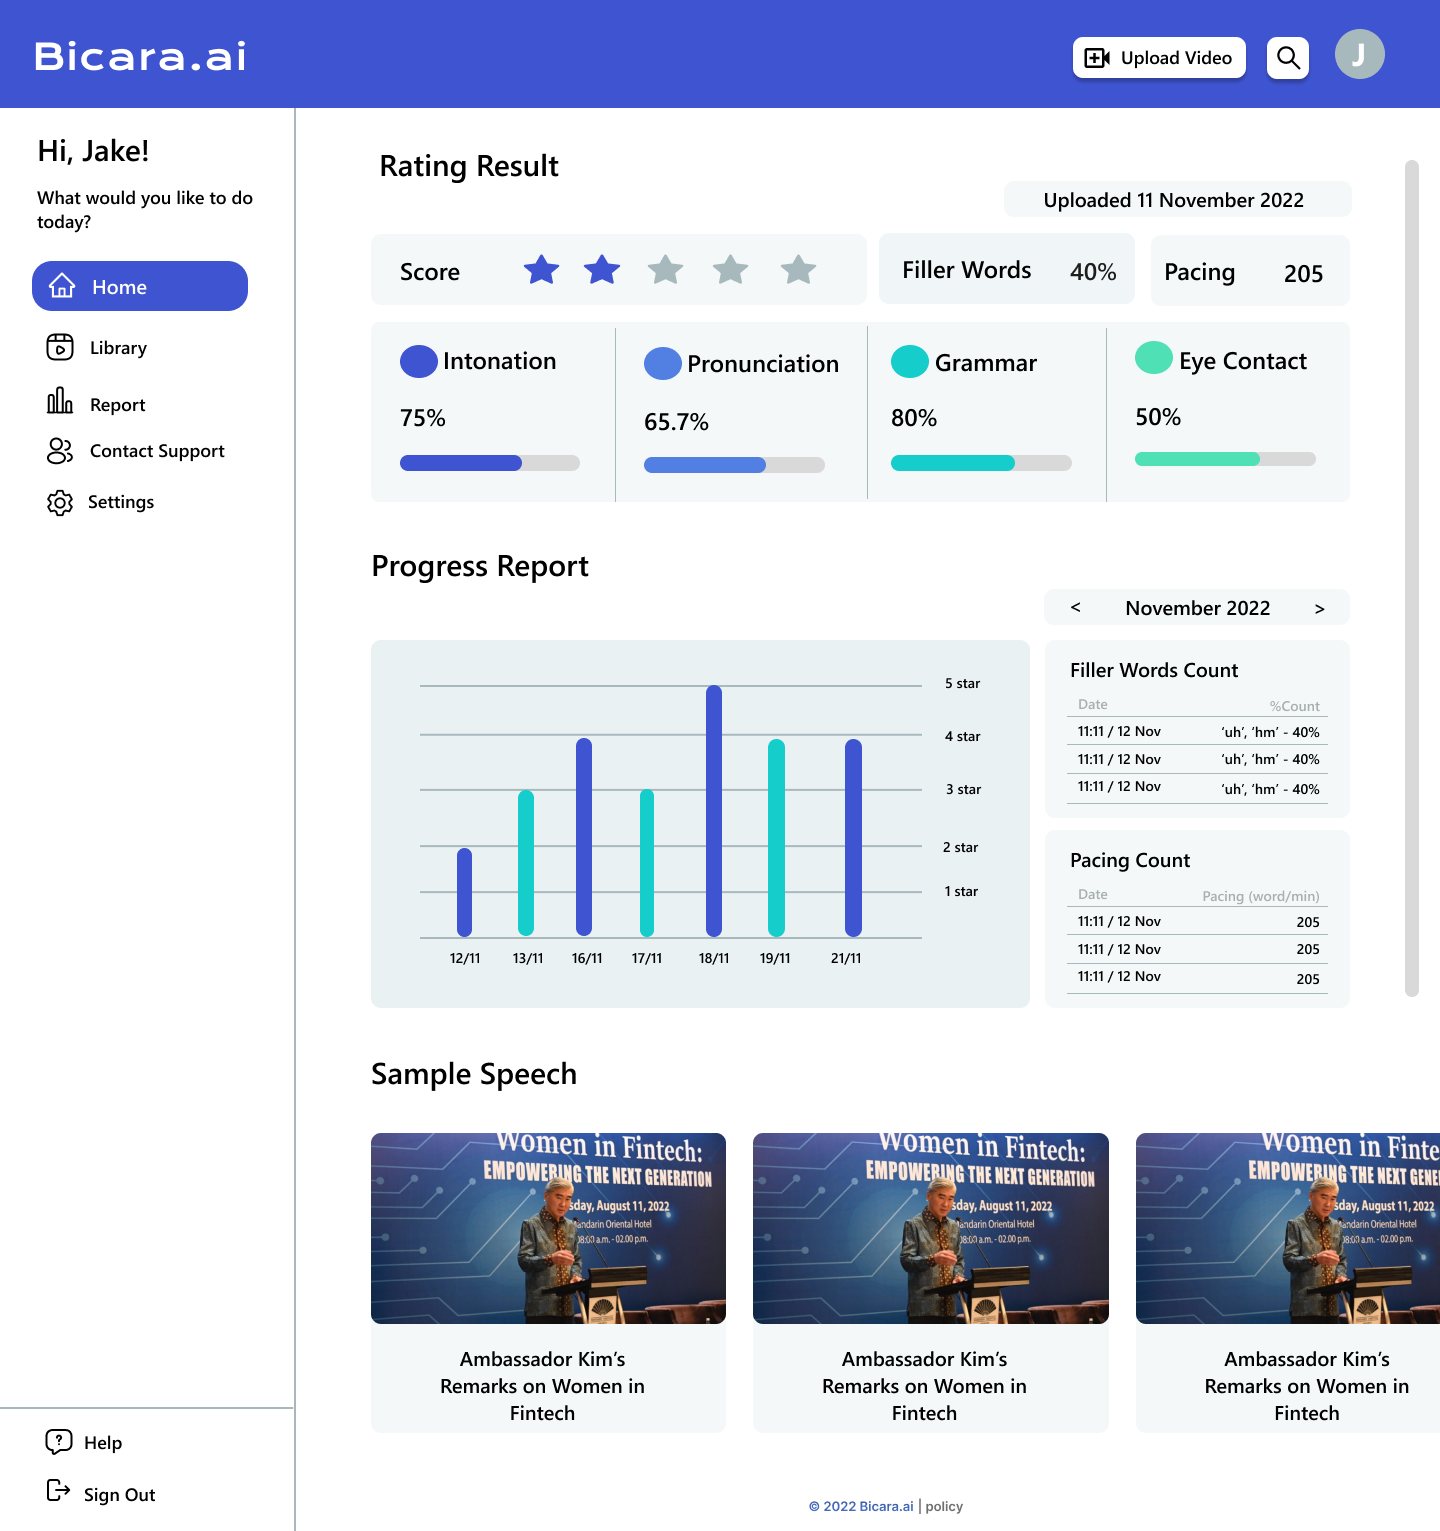 Bicara.ai
Upload Video
J
Hi, Jake!
What would you like to do
today?
Home
Library
Report
Contact Support
Settings
Help
Sign Out
Rating Result
Uploaded 11 November 2022
Score
Filler Words 40%
Pacing 205
Intonation
75%
Pronunciation
65.7%
Grammar
80%
Eye Contact
50%
Progress Report
< November 2022 >
5 star
4 star
3 star
2 star
1 star
12/11 13/11 16/11 17/11 18/11 19/11 21/11
Filler Words Count
Date %Count
11:11 / 12 Nov ‘uh’, ‘hm’ - 40%
11:11 / 12 Nov ‘uh’, ‘hm’ - 40%
11:11 / 12 Nov ‘uh’, ‘hm’ - 40%
Pacing Count
Date Pacing (word/min)
11:11 / 12 Nov 205
11:11 / 12 Nov 205
11:11 / 12 Nov 205
Sample Speech
Women in Fintech:
EMPOWERING THE NEXT GENERATION
sday, August 11, 2022
Mandarin Oriental Hotel
08:00 a.m. - 02.00 p.m.
Ambassador Kim’s
Remarks on Women in
Fintech
Women in Fintech:
EMPOWERING THE NEXT GENERATION
sday, August 11, 2022
Mandarin Oriental Hotel
08:00 a.m. - 02.00 p.m.
Ambassador Kim’s
Remarks on Women in
Fintech
Women in Finte
EMPOWERING THE NEXT GENE
sday, August 11, 2022
Mandarin Oriental Hotel
08:00 a.m. - 02.00 p.m.
Ambassador Kim’s
Remarks on Women in
Fintech
© 2022 Bicara.ai | policy